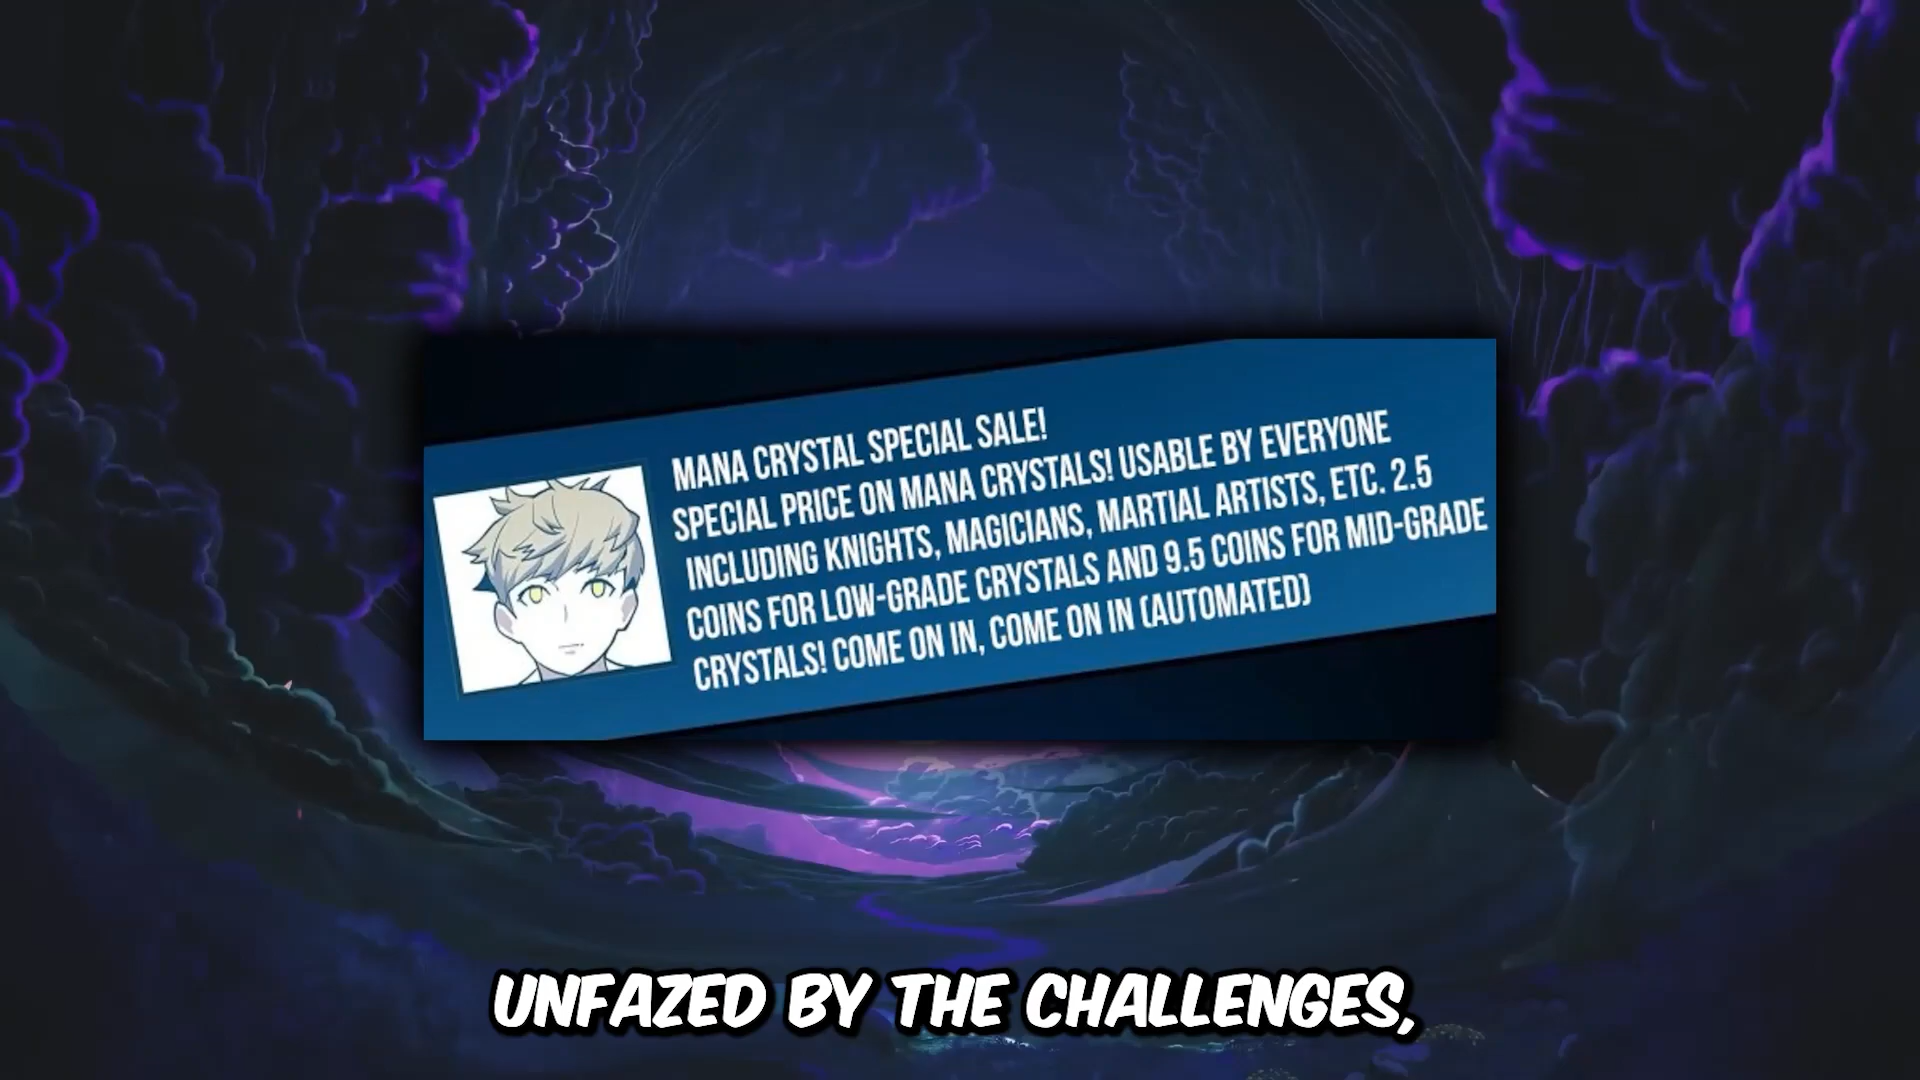 MANA CRYSTAL SPECIAL SALE!
SPECIAL PRICE ON MANA CRYSTALS! USABLE BY EVERYONE
INCLUDING KNIGHTS, MAGICIANS, MARTIAL ARTISTS, ETC. 2.5
COINS FOR LOW-GRADE CRYSTALS AND 9.5 COINS FOR MID-GRADE
CRYSTALS! COME ON IN, COME ON IN (AUTOMATED)
UNFAZED BY THE CHALLENGES,